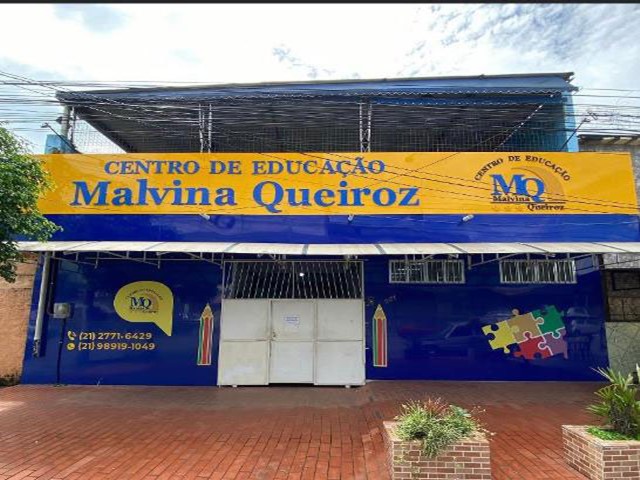 CENTRO DE EDUCAÇÃO
Malvina Queiroz
CENTRO DE EDUCAÇÃO
MQ
Malvina
Queiroz
MQ
(21) 2771-6429
(21) 98919-1049